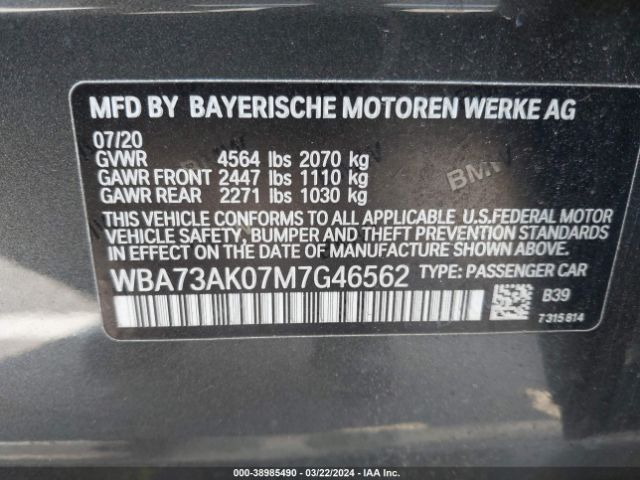 MFD BY BAYERISCHE MOTOREN WERKE AG
07/20
GVWR 4564 lbs 2070 kg
GAWR FRONT 2447 lbs 1110 kg
GAWR REAR 2271 lbs 1030 kg
BMW
THIS VEHICLE CONFORMS TO ALL APPLICABLE U.S.FEDERAL MOTOR
VEHICLE SAFETY, BUMPER AND THEFT PREVENTION STANDARDS
IN EFFECT ON THE DATE OF MANUFACTURE SHOWN ABOVE.
WBA73AK07M7G46562 TYPE: PASSENGER CAR
B39
7315814
000-38985490 - 03/22/2024 - IAA Inc.